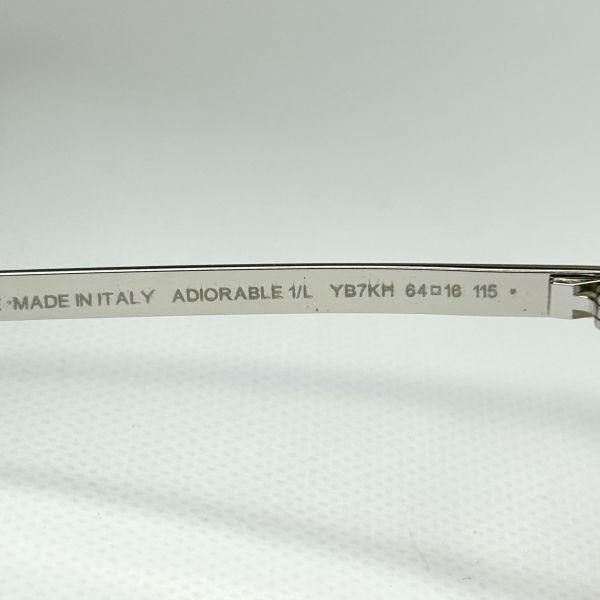 E MADE IN ITALY ADIORABLE 1/L YB7KH 64□16 115